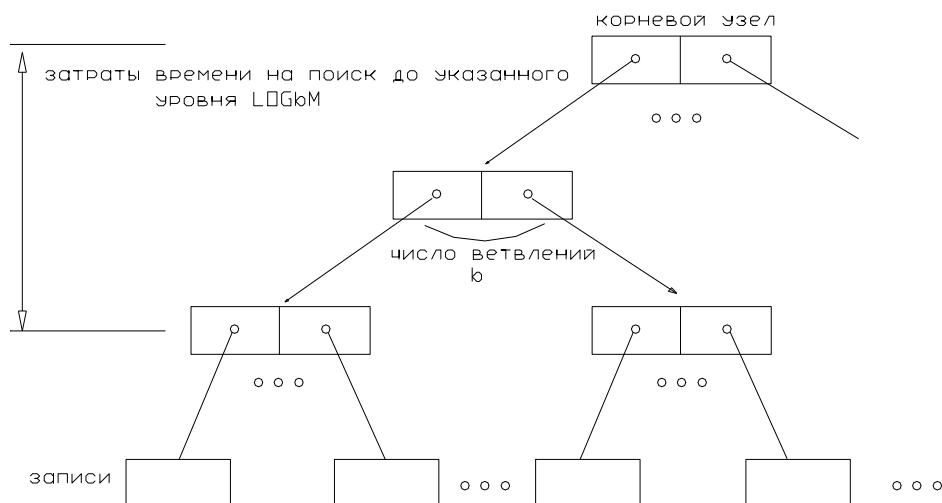 корневой узел
затраты времени на поиск до указанного
уровня LOGbM
число ветвлений
b
записи